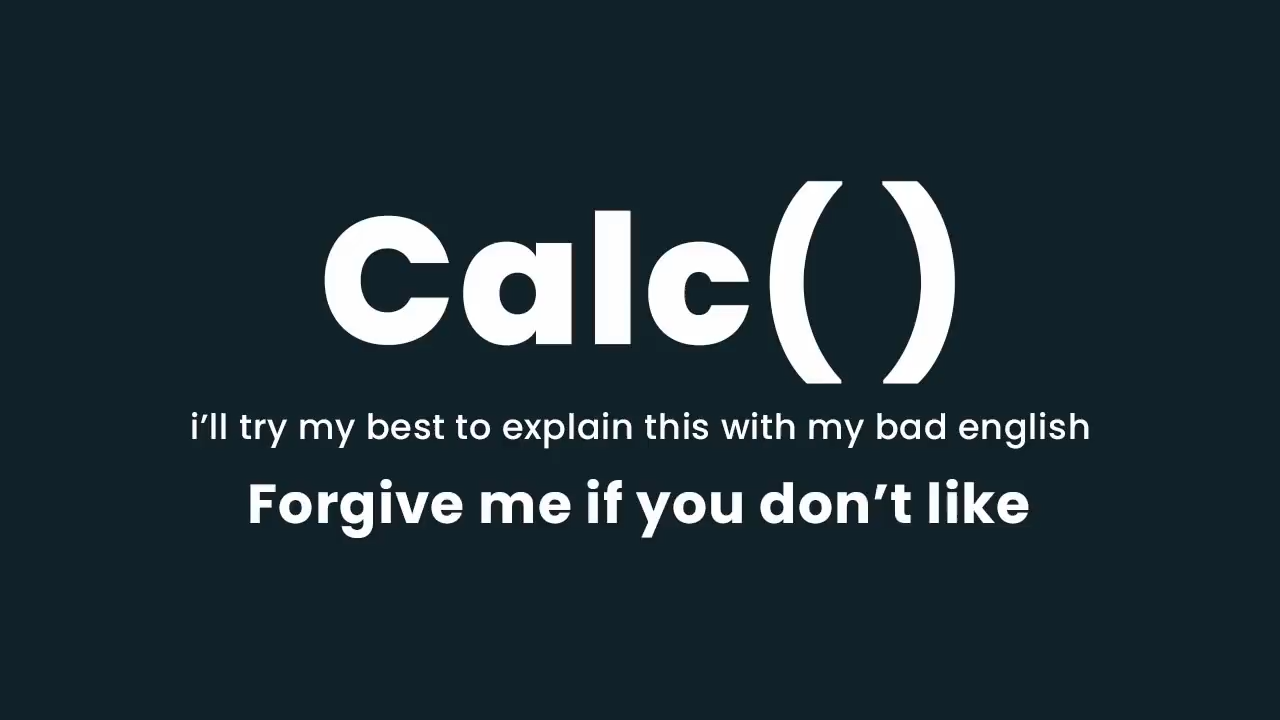 Calc( )
i’ll try my best to explain this with my bad english
Forgive me if you don’t like